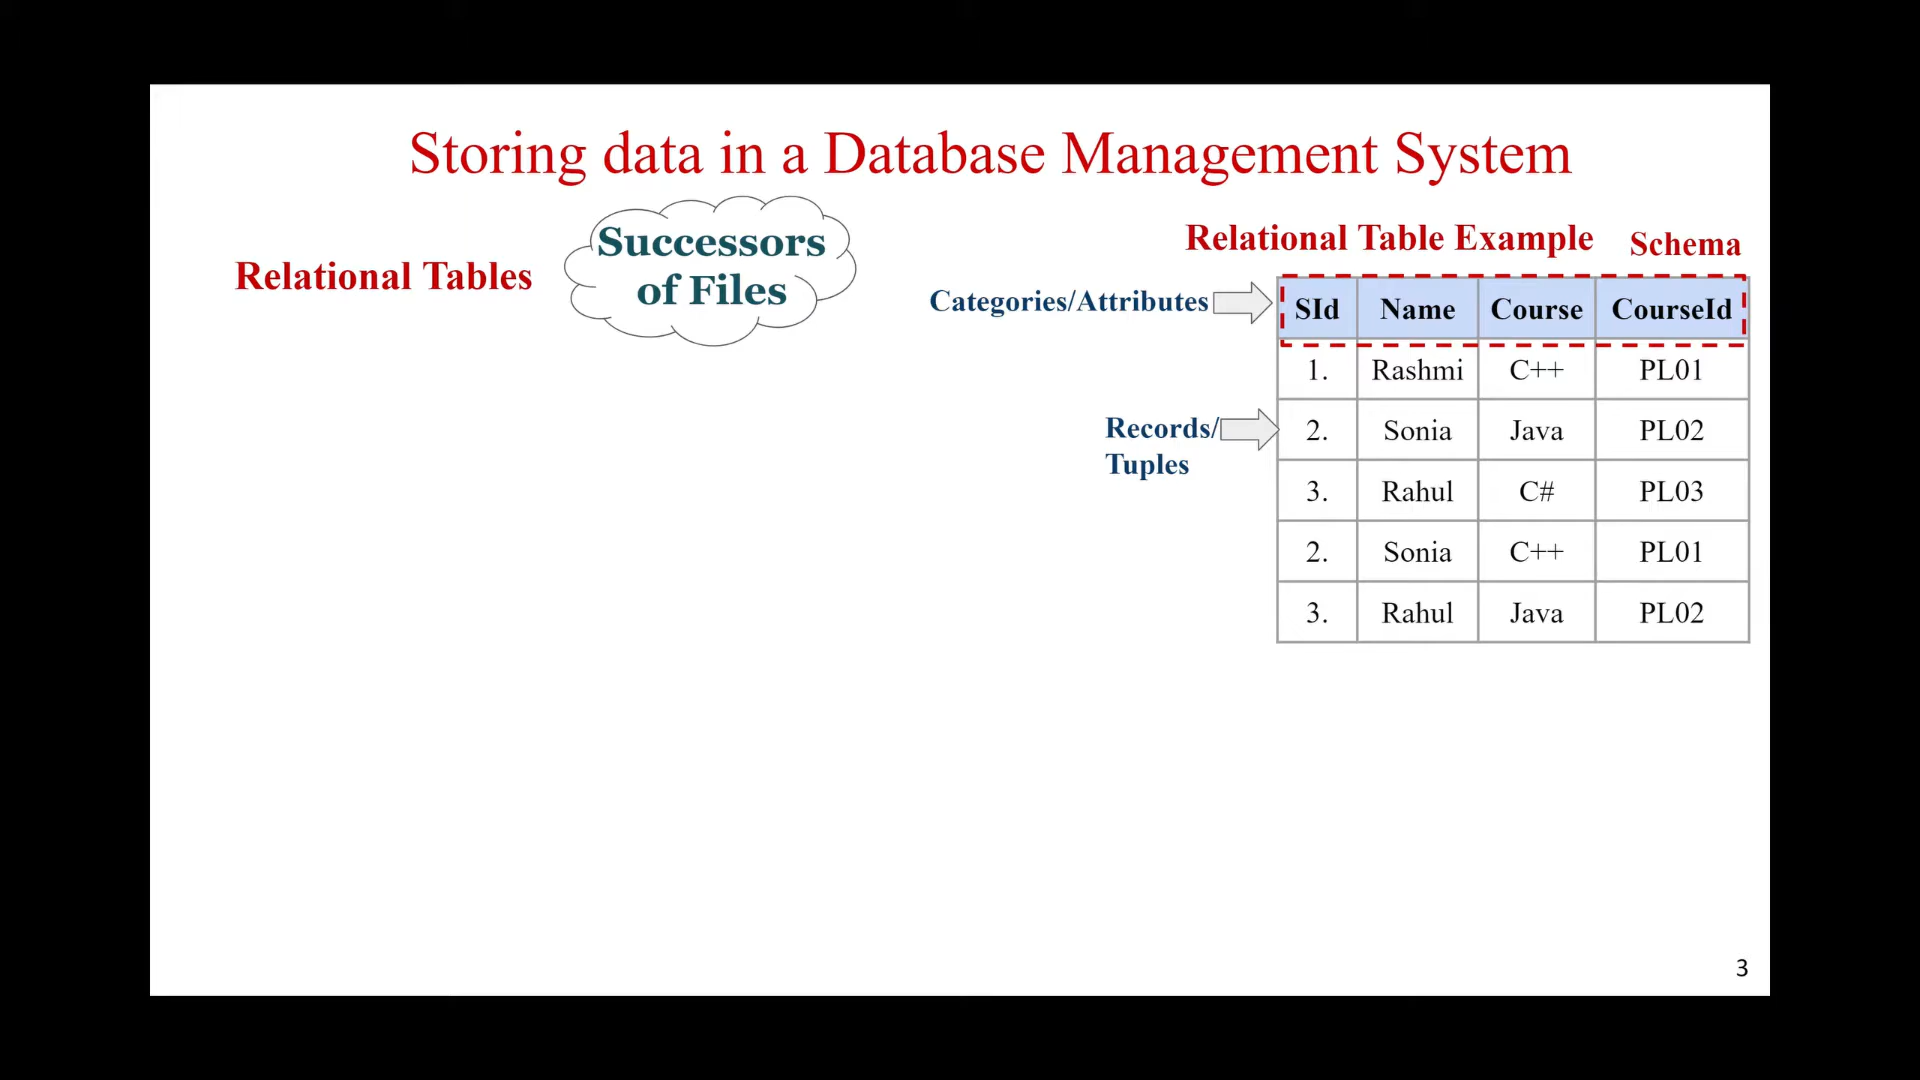 Storing data in a Database Management System
Relational Tables
Successors
of Files
Relational Table Example
Schema
Categories/Attributes
Records/
Tuples
SId Name Course CourseId
1. Rashmi C++ PL01
2. Sonia Java PL02
3. Rahul C# PL03
2. Sonia C++ PL01
3. Rahul Java PL02
3